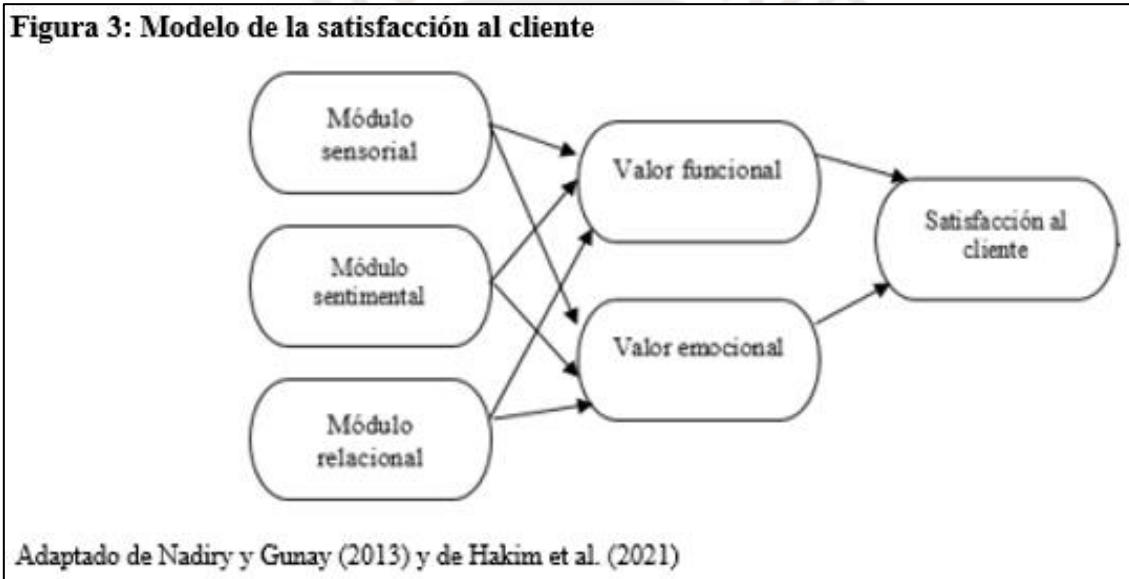 Figura 3: Modelo de la satisfacción al cliente
Módulo
sensorial
Módulo
sentimental
Módulo
relacional
Valor funcional
Valor emocional
Satisfacción al
cliente
Adaptado de Nadiry y Gunay (2013) y de Hakim et al. (2021)